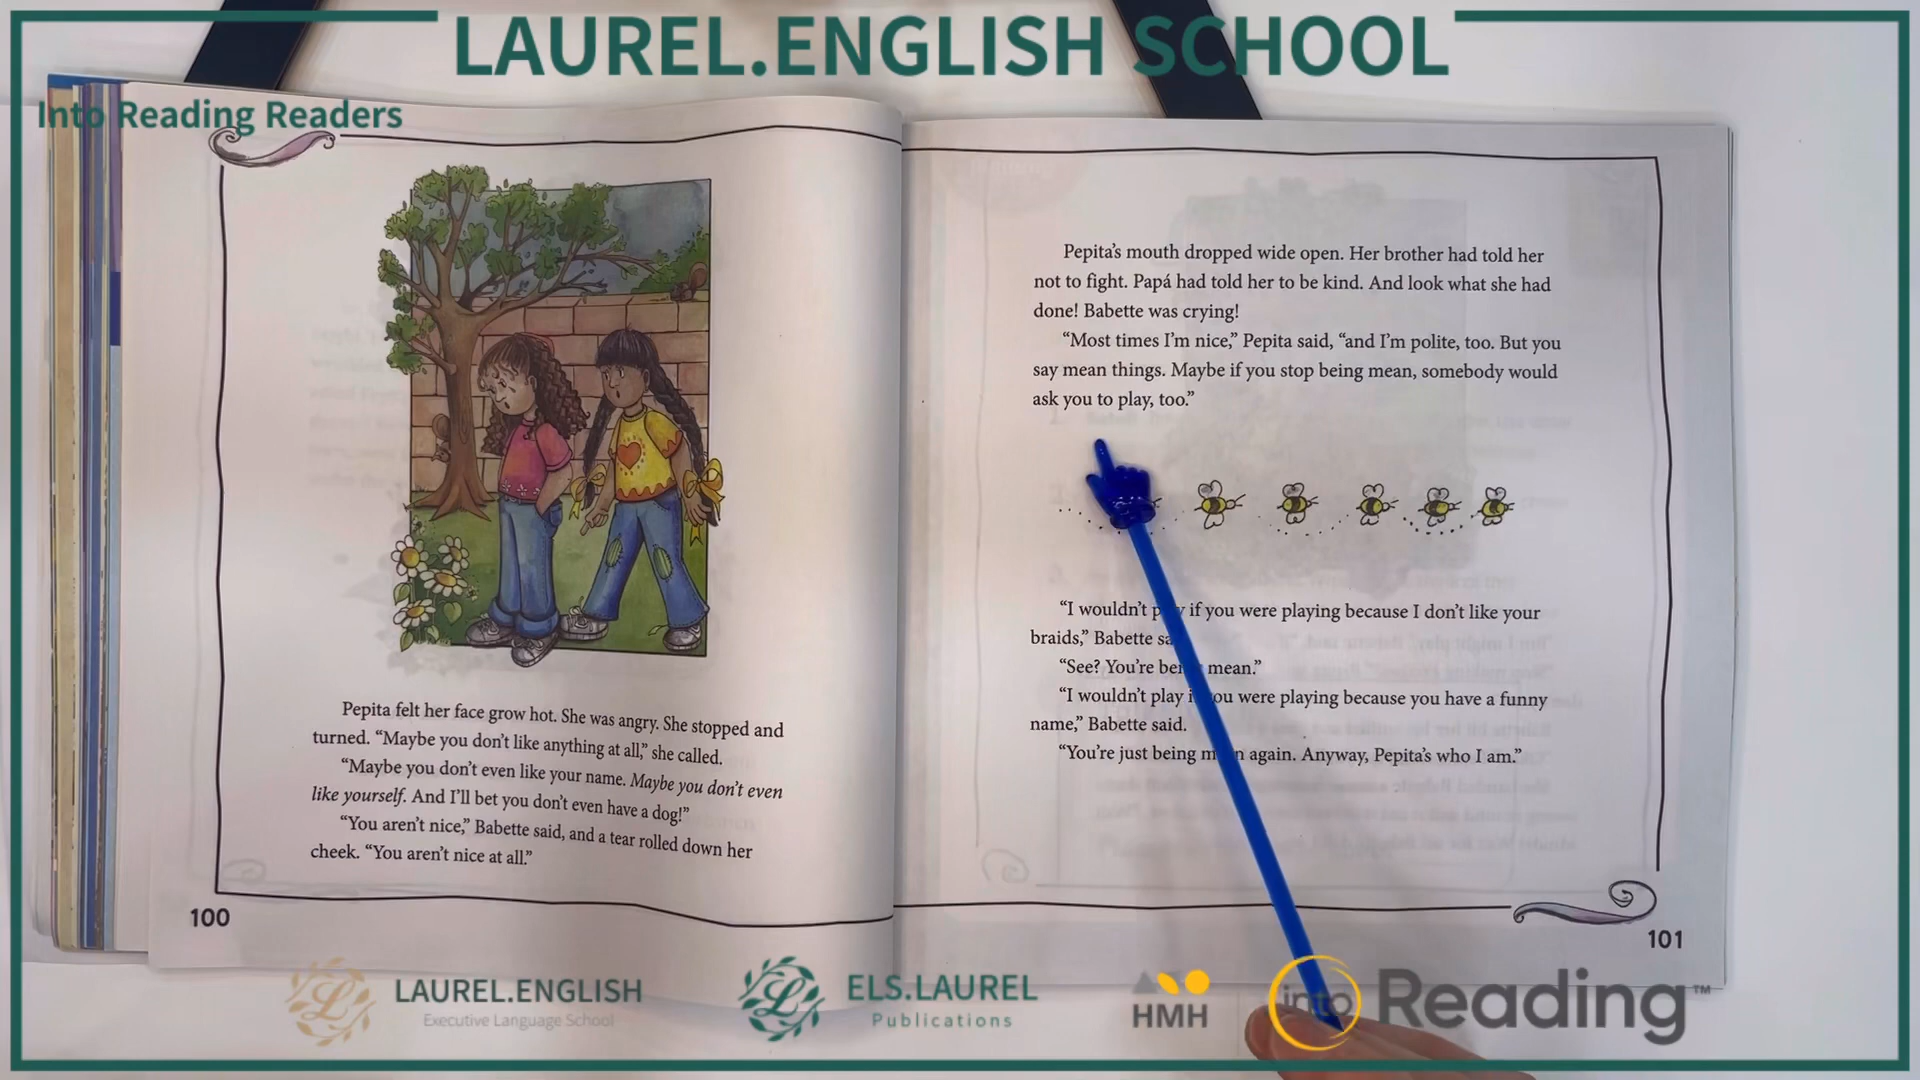 LAUREL.ENGLISH SCHOOL
Into Reading Readers
Pepita felt her face grow hot. She was angry. She stopped and
turned. “Maybe you don’t like anything at all,” she called.
“Maybe you don’t even like your name. Maybe you don’t even
like yourself. And I’ll bet you don’t even have a dog!”
“You aren’t nice,” Babette said, and a tear rolled down her
cheek. “You aren’t nice at all.”
100
Pepita’s mouth dropped wide open. Her brother had told her
not to fight. Papá had told her to be kind. And look what she had
done! Babette was crying!
“Most times I’m nice,” Pepita said, “and I’m polite, too. But you
say mean things. Maybe if you stop being mean, somebody would
ask you to play, too.”
“I wouldn’t play if you were playing because I don’t like your
braids,” Babette
“See? You’re being mean.”
“I wouldn’t play if you were playing because you have a funny
name,” Babette said.
“You’re just being mean again. Anyway, Pepita’s who I am.”
101
LAUREL.ENGLISH
Executive Language School
ELS.LAUREL
Publications
HMH
into Reading™